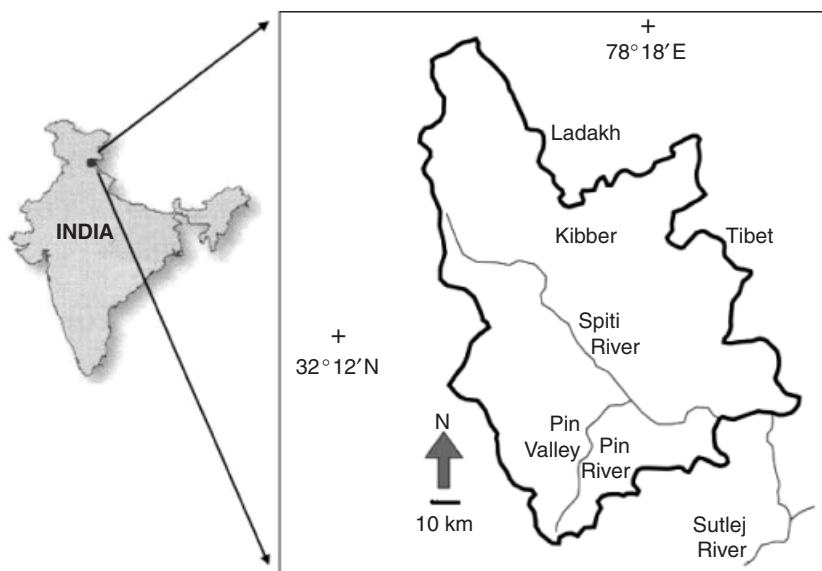 +
78°18′E
Ladakh
INDIA
Kibber
Tibet
Spiti
River
+
32°12′N
N
Pin
Valley
Pin
River
10 km
Sutlej
River